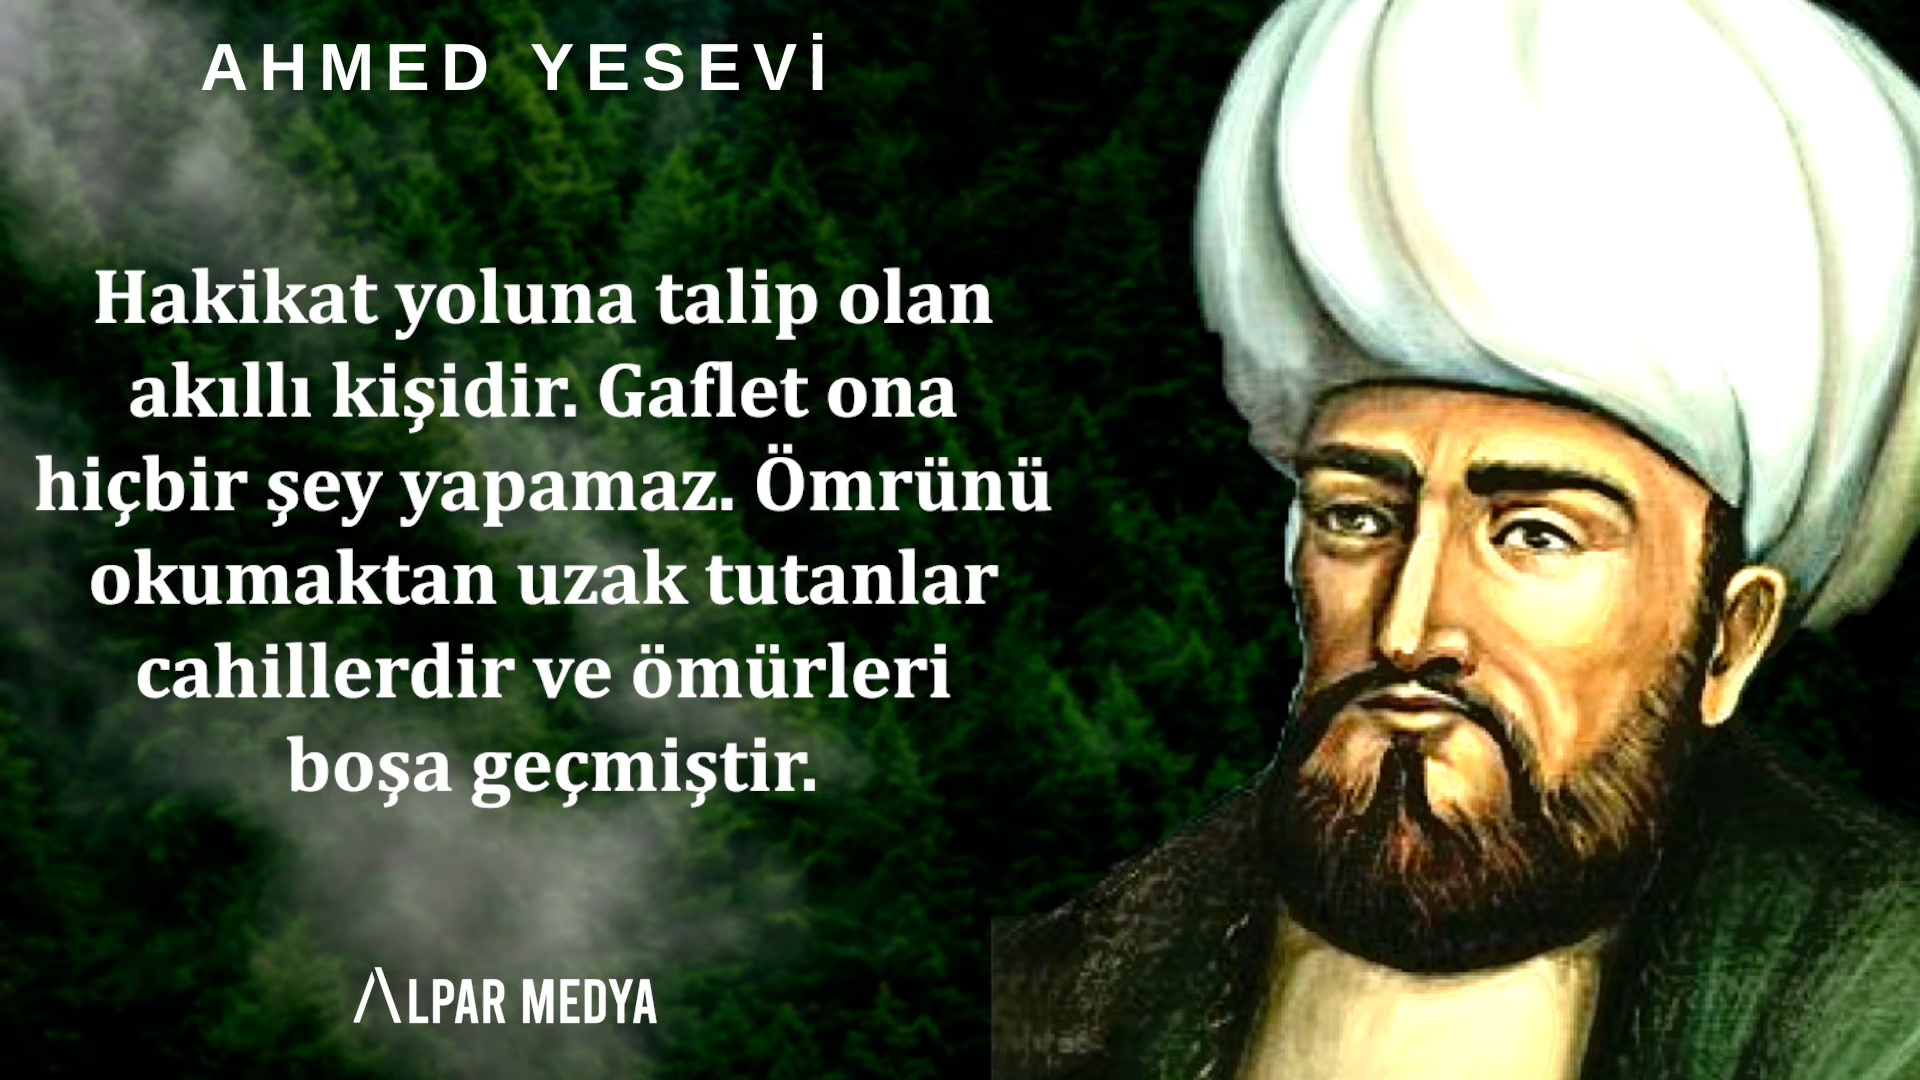 AHMED YESEVİ
Hakikat yoluna talip olan
akıllı kişidir. Gaflet ona
hiçbir şey yapamaz. Ömrünü
okumaktan uzak tutanlar
cahillerdir ve ömürleri
boşa geçmiştir.
ALPAR MEDYA